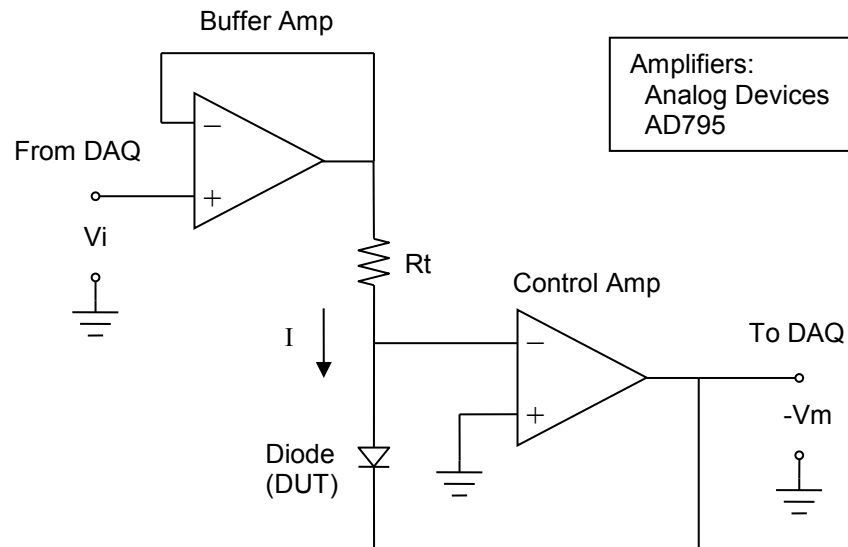 Buffer Amp
Amplifiers:
Analog Devices
AD795
From DAQ
−
+
Vi
Rt
Control Amp
I
−
To DAQ
+
-Vm
Diode
(DUT)